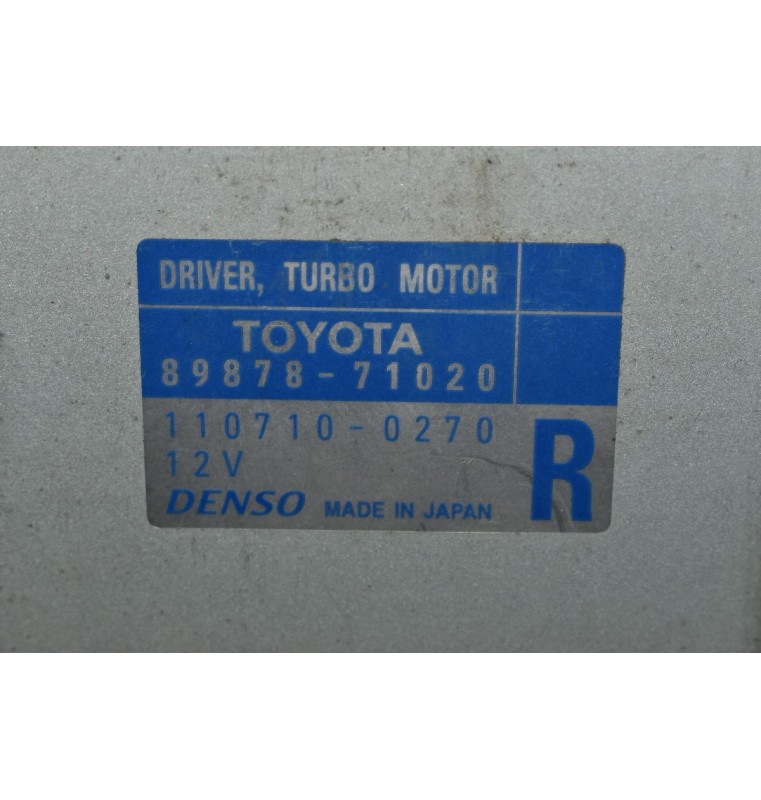 DRIVER, TURBO MOTOR
TOYOTA
89878-71020
110710-0270
12V
R
DENSO MADE IN JAPAN